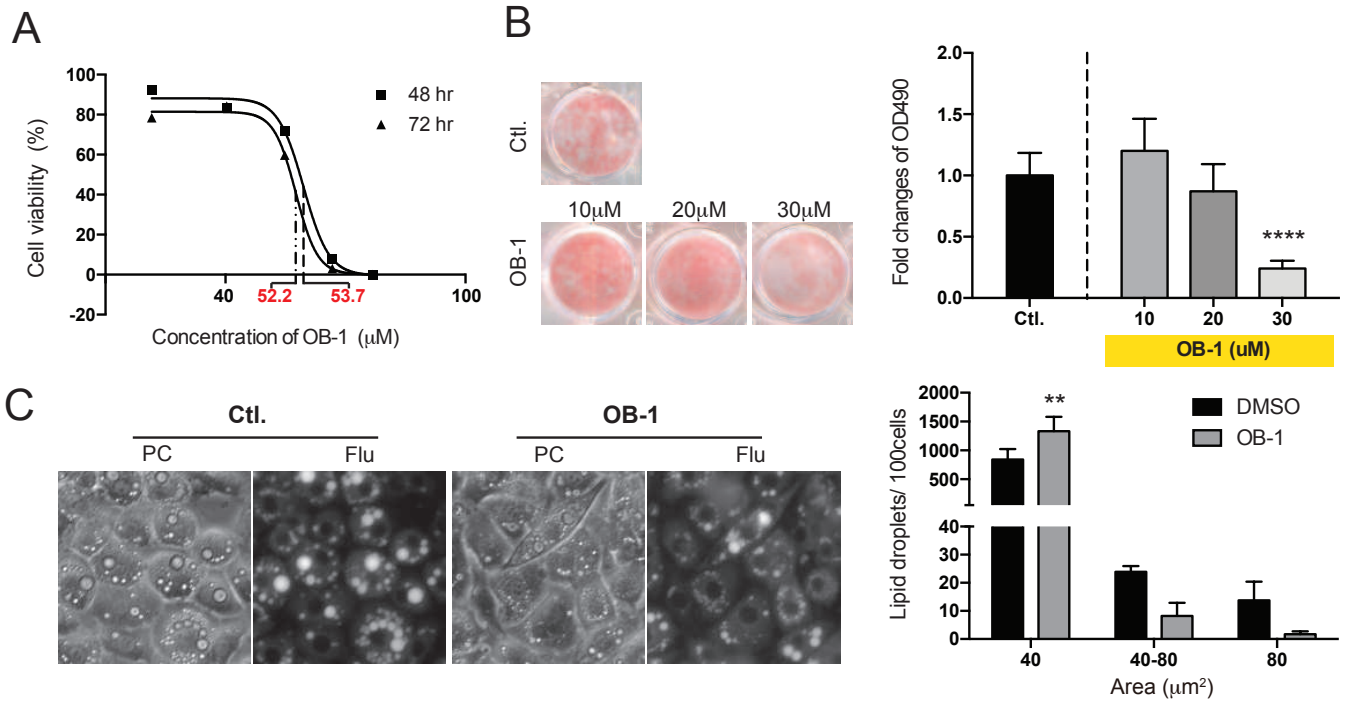 A
100
80
60
40
20
0
-20
Cell viability (%)
48 hr
72 hr
40
52.2
53.7
100
Concentration of OB-1 (μM)
B
Ctl.
10μM
20μM
30μM
OB-1
2.0
1.5
1.0
0.5
0.0
Fold changes of OD490
****
Ctl.
10
20
30
OB-1 (uM)
C
Ctl.
OB-1
PC
Flu
PC
Flu
2000
1500
1000
500
40
30
20
10
0
Lipid droplets/ 100cells
**
DMSO
OB-1
40
40-80
80
Area (μm²)